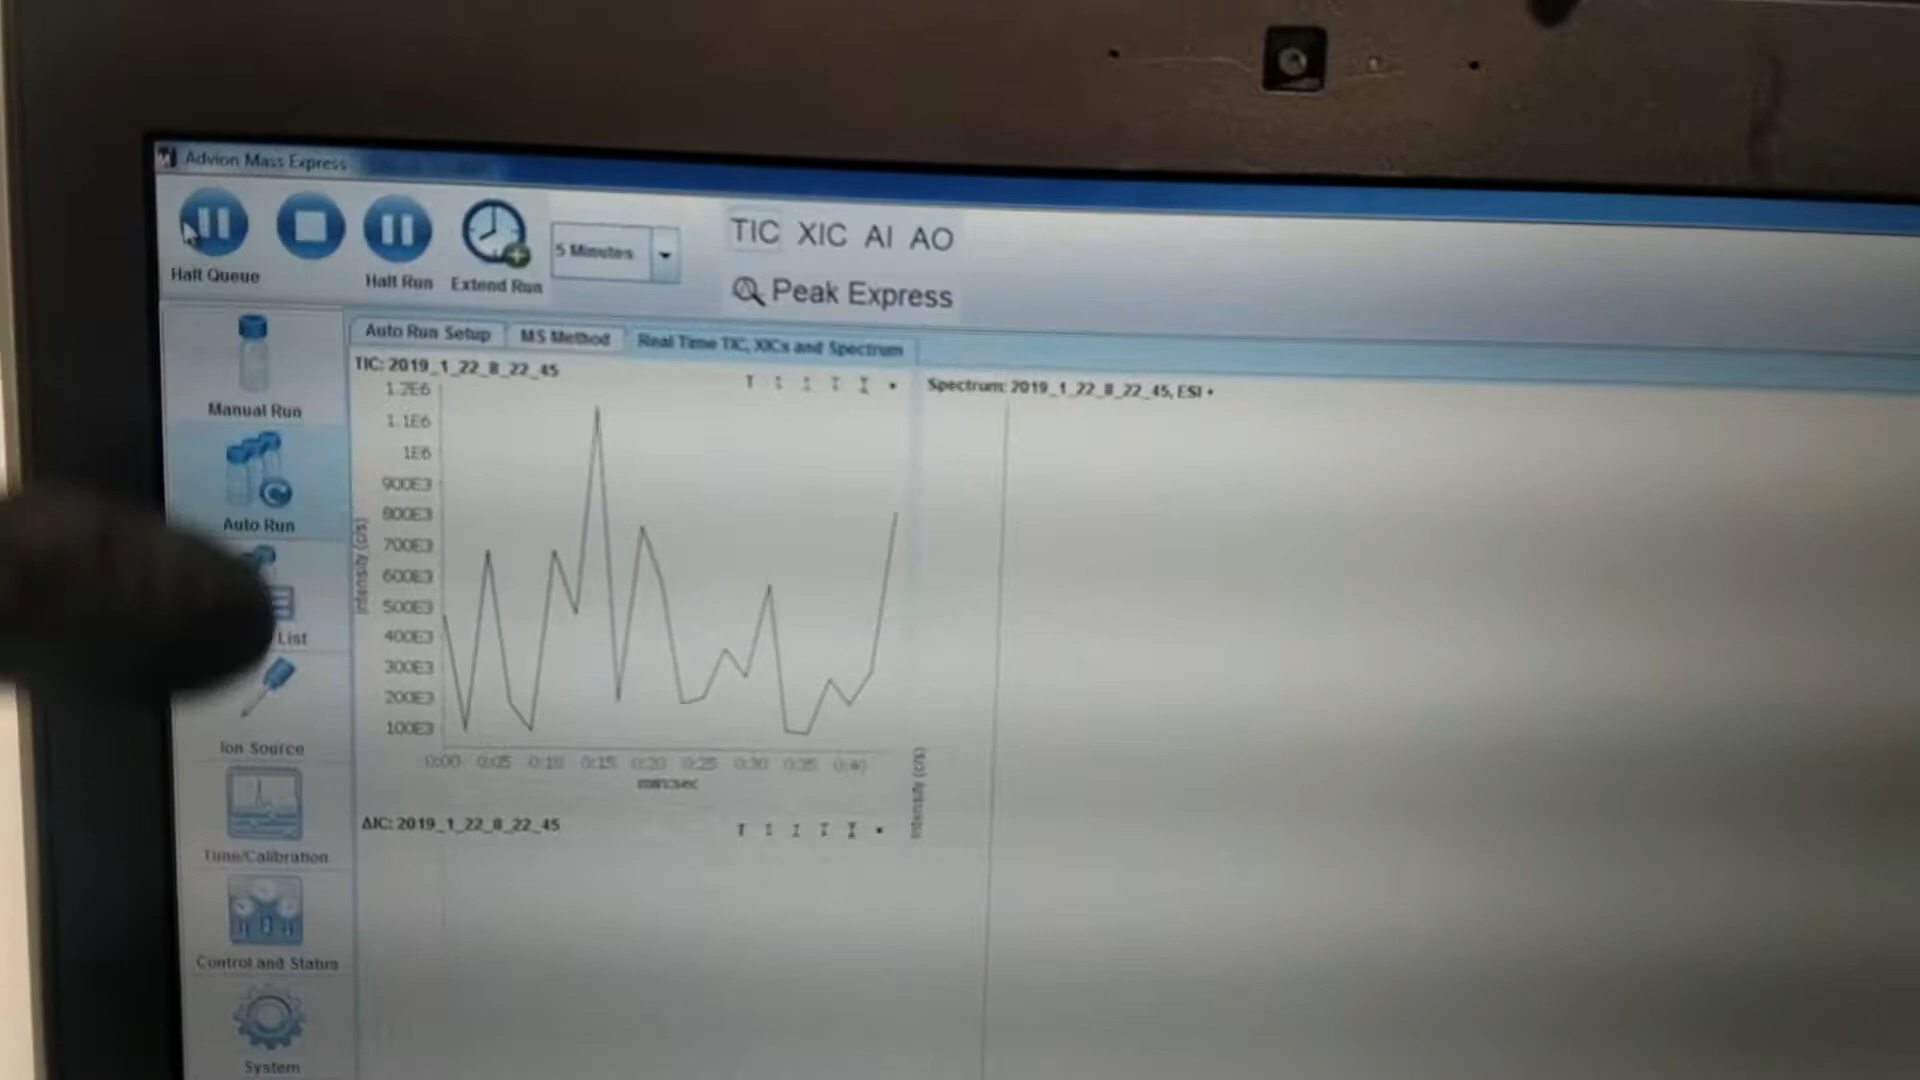 Advion Mass Express
Halt Queue
Halt Run
Extend Run
5 Minutes
TIC XIC AI AO
Peak Express
Auto Run Setup
MS Method
Real Time TIC, XICs and Spectrum
Manual Run
Auto Run
List
Ion Source
Tune/Calibration
Control and Status
System
TIC: 2019_1_22_8_22_45
1.2E6
1.1E6
1E6
900E3
800E3
700E3
600E3
500E3
400E3
300E3
200E3
100E3
Intensity (c/s)
0:00 0:05 0:10 0:15 0:20 0:25 0:30 0:35 0:40
min:sec
ΔIC: 2019_1_22_8_22_45
Spectrum: 2019_1_22_8_22_45, ESI +
Intensity (c/s)